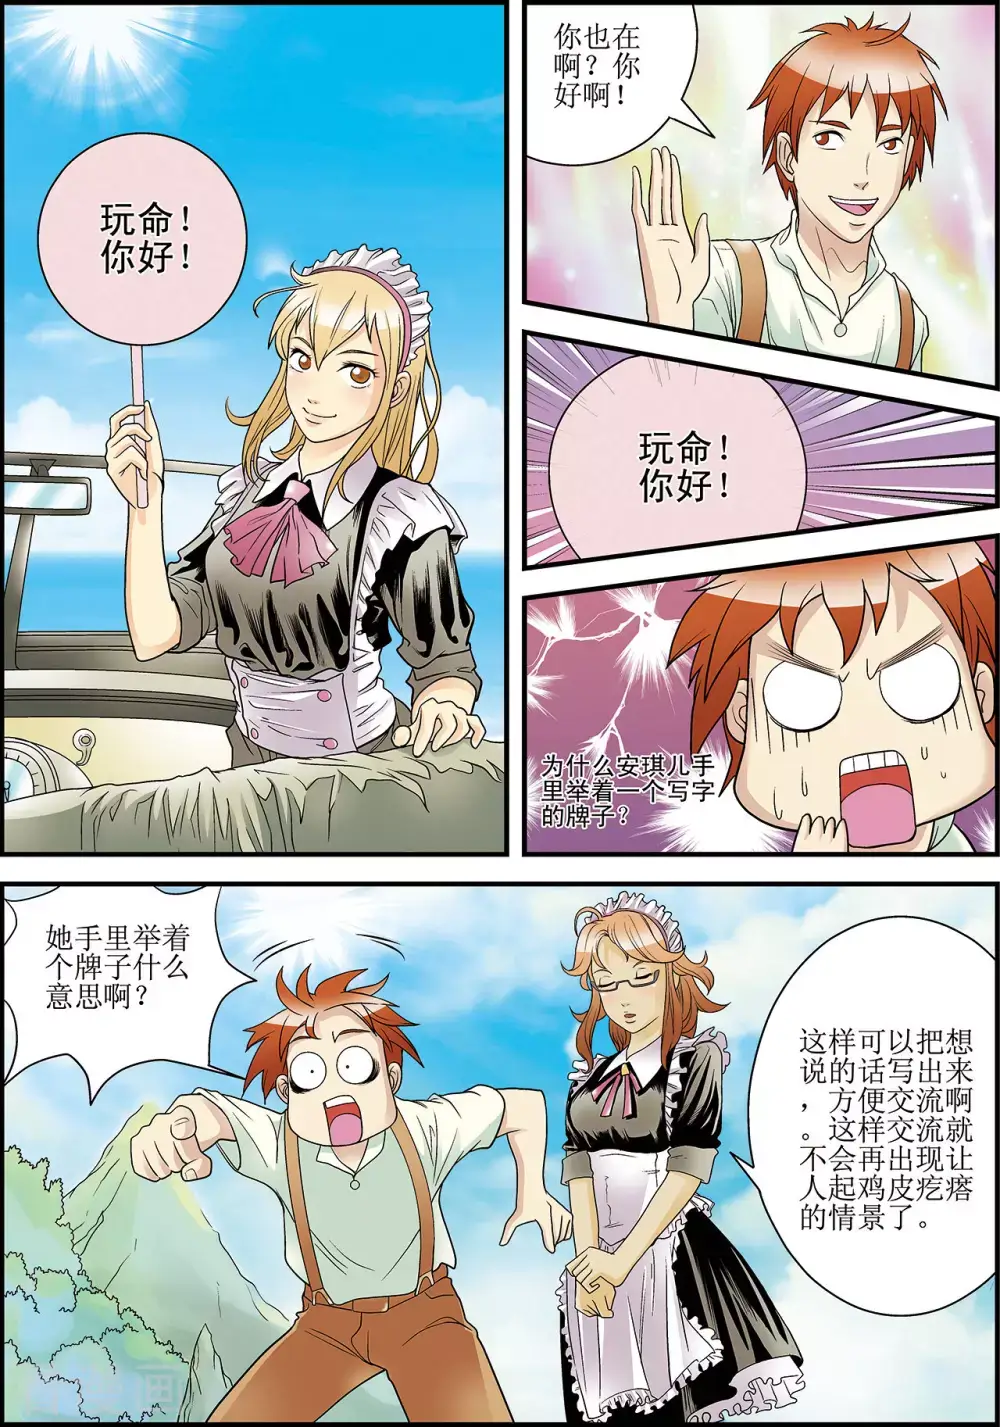 玩命！
你好！
你也在
啊？你
好啊！
玩命！
你好！
为什么安琪儿手
里举着一个写字
的牌子？
她手里举着
个牌子什么
意思啊？
这样可以把想
说的话写出来
，方便交流啊
。这样交流就
不会再出现让
人起鸡皮疙瘩
的情景了。